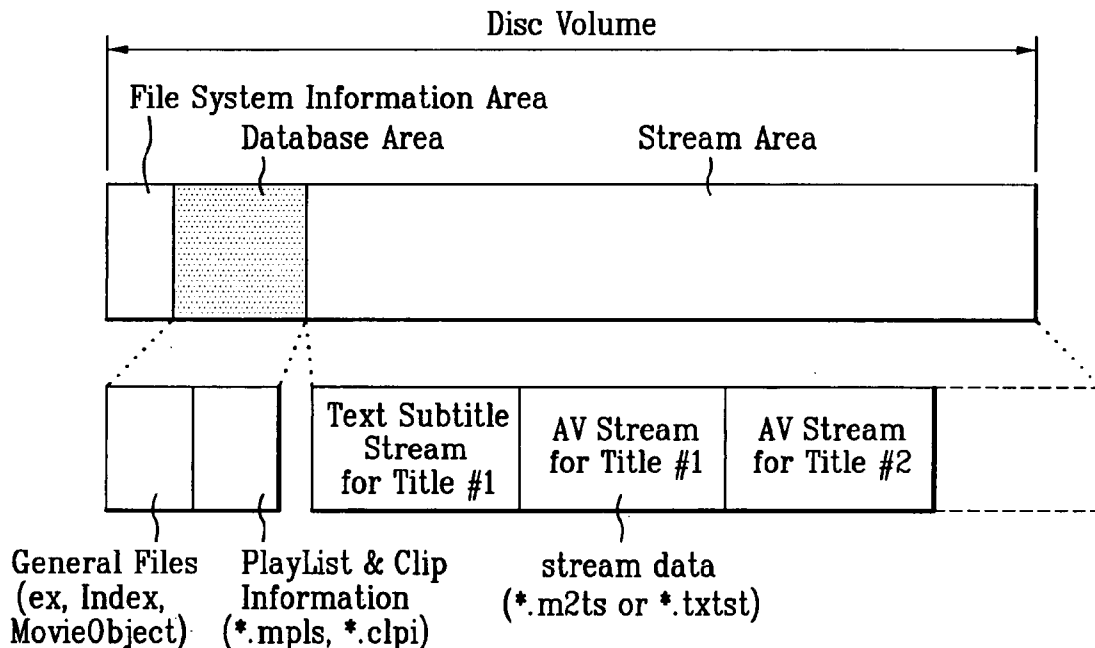 Disc Volume
File System Information Area
Database Area
Stream Area
Text Subtitle
Stream
for Title #1
AV Stream
for Title #1
AV Stream
for Title #2
General Files
(ex, Index,
MovieObject)
PlayList & Clip
Information
(*.mpls, *.clpi)
stream data
(*.m2ts or *.txtst)